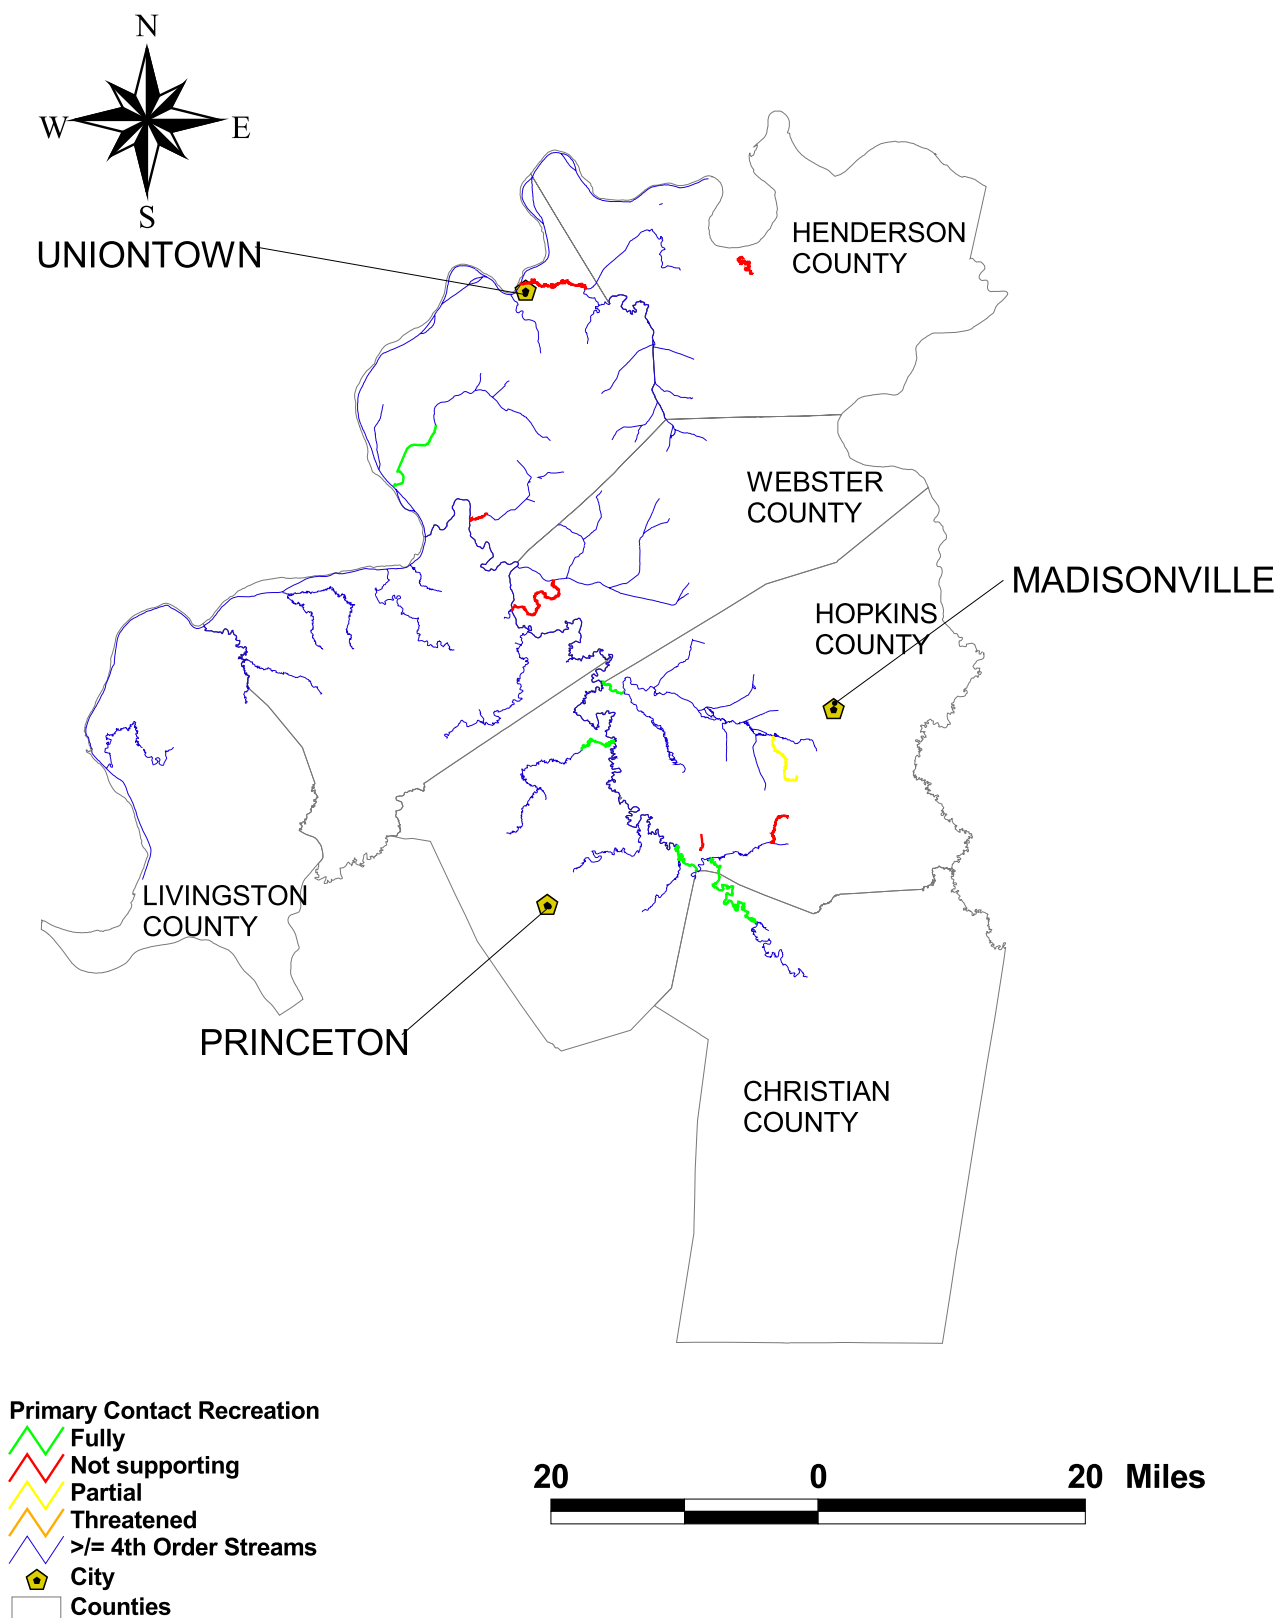 N
W
E
S
UNIONTOWN
HENDERSON
COUNTY
WEBSTER
COUNTY
MADISONVILLE
HOPKINS
COUNTY
LIVINGSTON
COUNTY
PRINCETON
CHRISTIAN
COUNTY
Primary Contact Recreation
Fully
Not supporting
Partial
Threatened
>/= 4th Order Streams
City
Counties
20 0 20 Miles